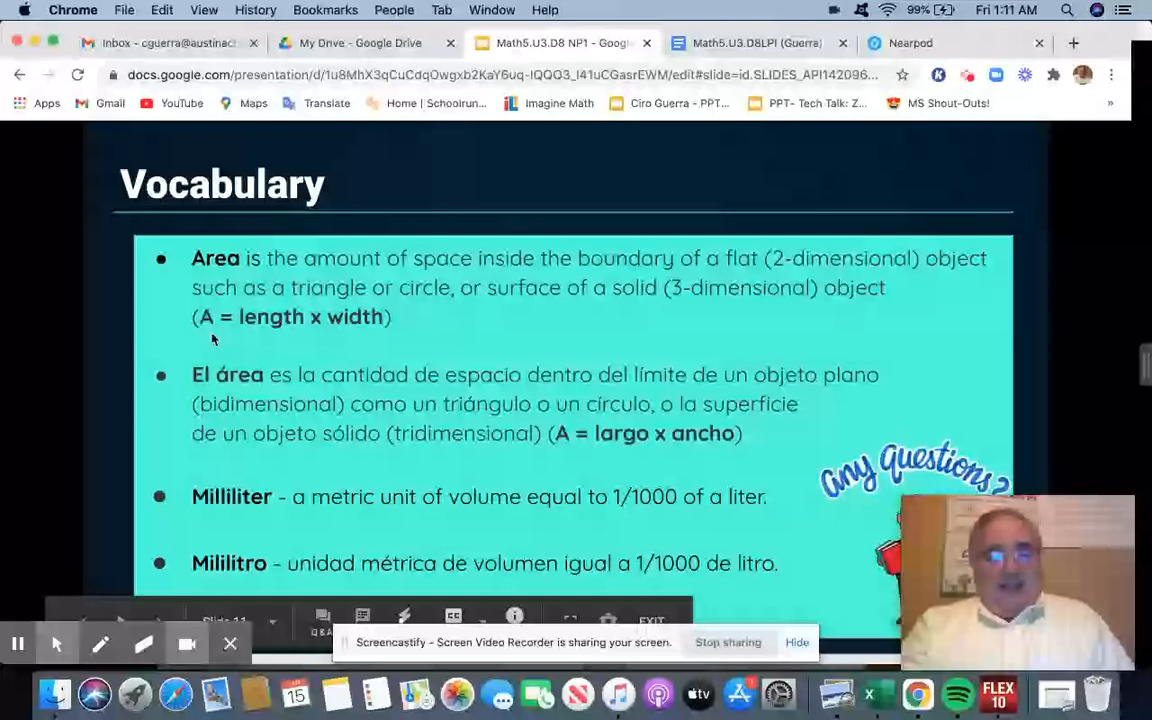 Chrome File Edit View History Bookmarks People Tab Window Help 99% Fri 1:11 AM
Inbox - cguerra@austinac
My Drive - Google Drive
Math5.U3.D8 NP1 - Googl
Math5.U3.D8LPI (Guerra)
Nearpod
docs.google.com/presentation/d/1u8MhX3qCuCdqOwgxb2KaY6uq-IQQO3_l41uCGasrEWM/edit#slide=id.SLIDES_API142096...
Apps Gmail YouTube Maps Translate Home | Schoolrun... Imagine Math Ciro Guerra - PPT... PPT- Tech Talk: Z... MS Shout-Outs! »
Vocabulary
● Area is the amount of space inside the boundary of a flat (2-dimensional) object
such as a triangle or circle, or surface of a solid (3-dimensional) object
(A = length x width)
● El área es la cantidad de espacio dentro del límite de un objeto plano
(bidimensional) como un triángulo o un círculo, o la superficie
de un objeto sólido (tridimensional) (A = largo x ancho)
any questions?
● Milliliter - a metric unit of volume equal to 1/1000 of a liter.
● Mililitro - unidad métrica de volumen igual a 1/1000 de litro.
Slide 11
Q&A
EXIT
Screencastify - Screen Video Recorder is sharing your screen. Stop sharing Hide
JAN
15
tv
FLEX
10